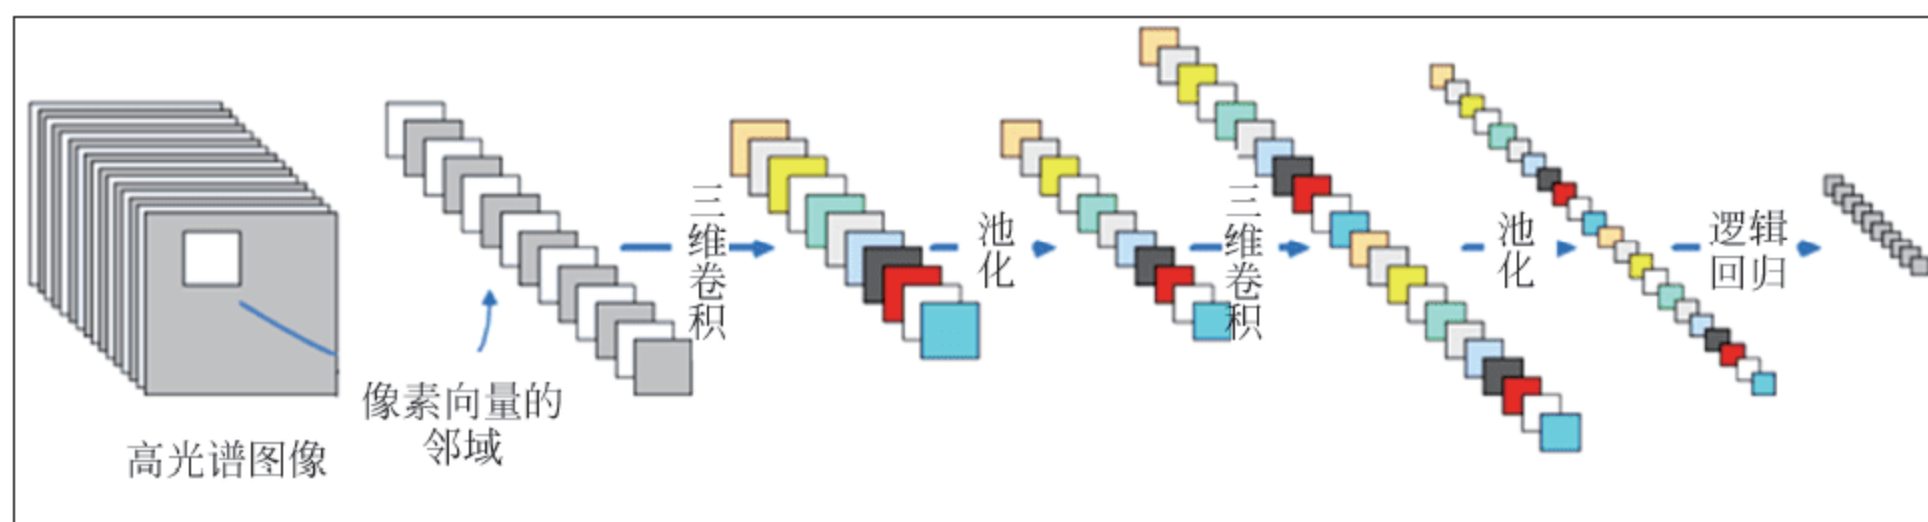 高光谱图像
像素向量的
邻域
三维卷积
池化
三维卷积
池化
逻辑
回归